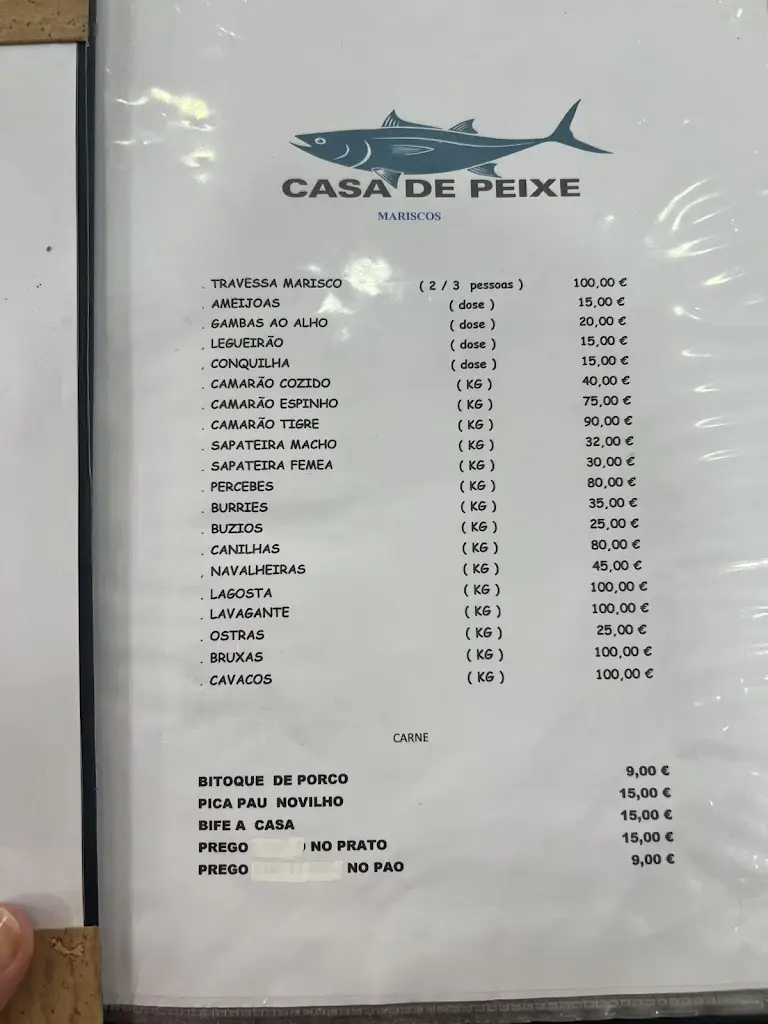 CASA DE PEIXE
MARISCOS
. TRAVESSA MARISCO ( 2 / 3 pessoas ) 100,00 €
. AMEIJOAS ( dose ) 15,00 €
. GAMBAS AO ALHO ( dose ) 20,00 €
. LEGUEIRÃO ( dose ) 15,00 €
. CONQUILHA ( dose ) 15,00 €
. CAMARÃO COZIDO ( KG ) 40,00 €
. CAMARÃO ESPINHO ( KG ) 75,00 €
. CAMARÃO TIGRE ( KG ) 90,00 €
. SAPATEIRA MACHO ( KG ) 32,00 €
. SAPATEIRA FEMEA ( KG ) 30,00 €
. PERCEBES ( KG ) 80,00 €
. BURRIES ( KG ) 35,00 €
. BUZIOS ( KG ) 25,00 €
. CANILHAS ( KG ) 80,00 €
. NAVALHEIRAS ( KG ) 45,00 €
. LAGOSTA ( KG ) 100,00 €
. LAVAGANTE ( KG ) 100,00 €
. OSTRAS ( KG ) 25,00 €
. BRUXAS ( KG ) 100,00 €
. CAVACOS ( KG ) 100,00 €
CARNE
BITOQUE DE PORCO 9,00 €
PICA PAU NOVILHO 15,00 €
BIFE A CASA 15,00 €
PREGO NO PRATO 15,00 €
PREGO NO PAO 9,00 €